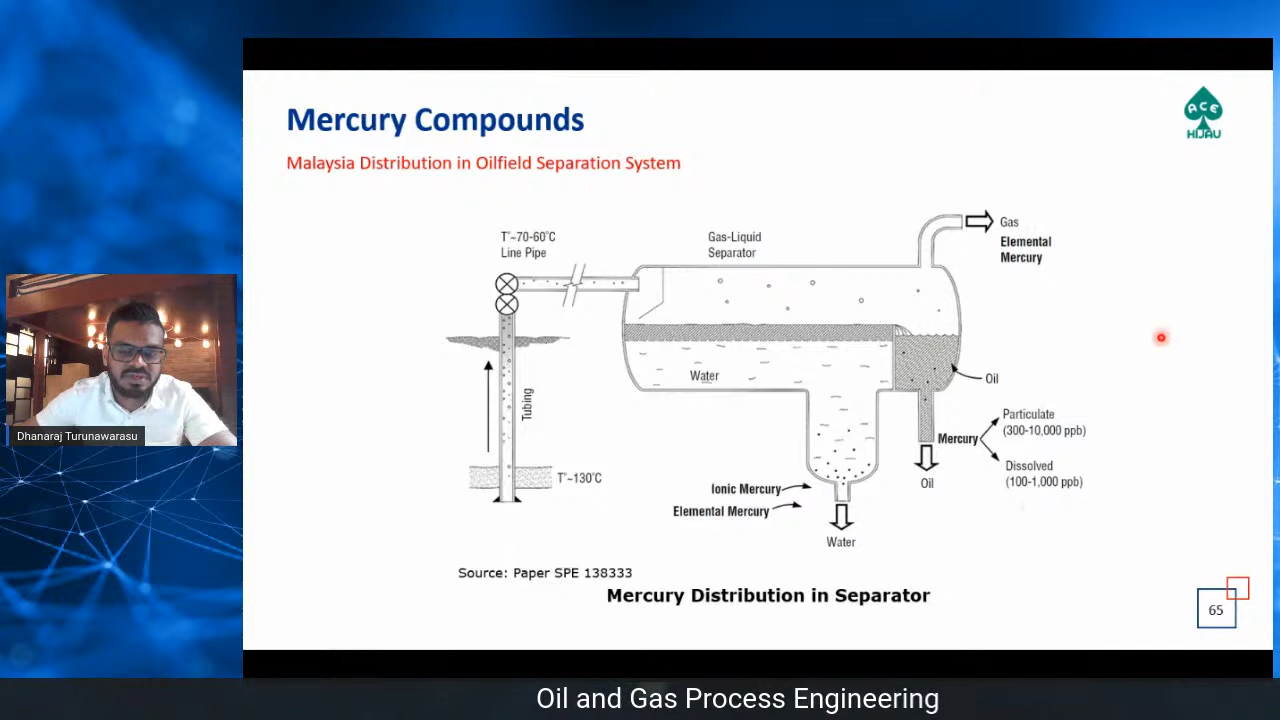 Mercury Compounds
ACE
HIJAU
Malaysia Distribution in Oilfield Separation System
T°~70-60°C
Line Pipe
Gas-Liquid
Separator
Gas
Elemental
Mercury
Water
Oil
Tubing
T°~130°C
Mercury
Particulate
(300-10,000 ppb)
Dissolved
(100-1,000 ppb)
Oil
Ionic Mercury
Elemental Mercury
Water
Source: Paper SPE 138333
Mercury Distribution in Separator
65
Dhanaraj Turunawarasu
Oil and Gas Process Engineering